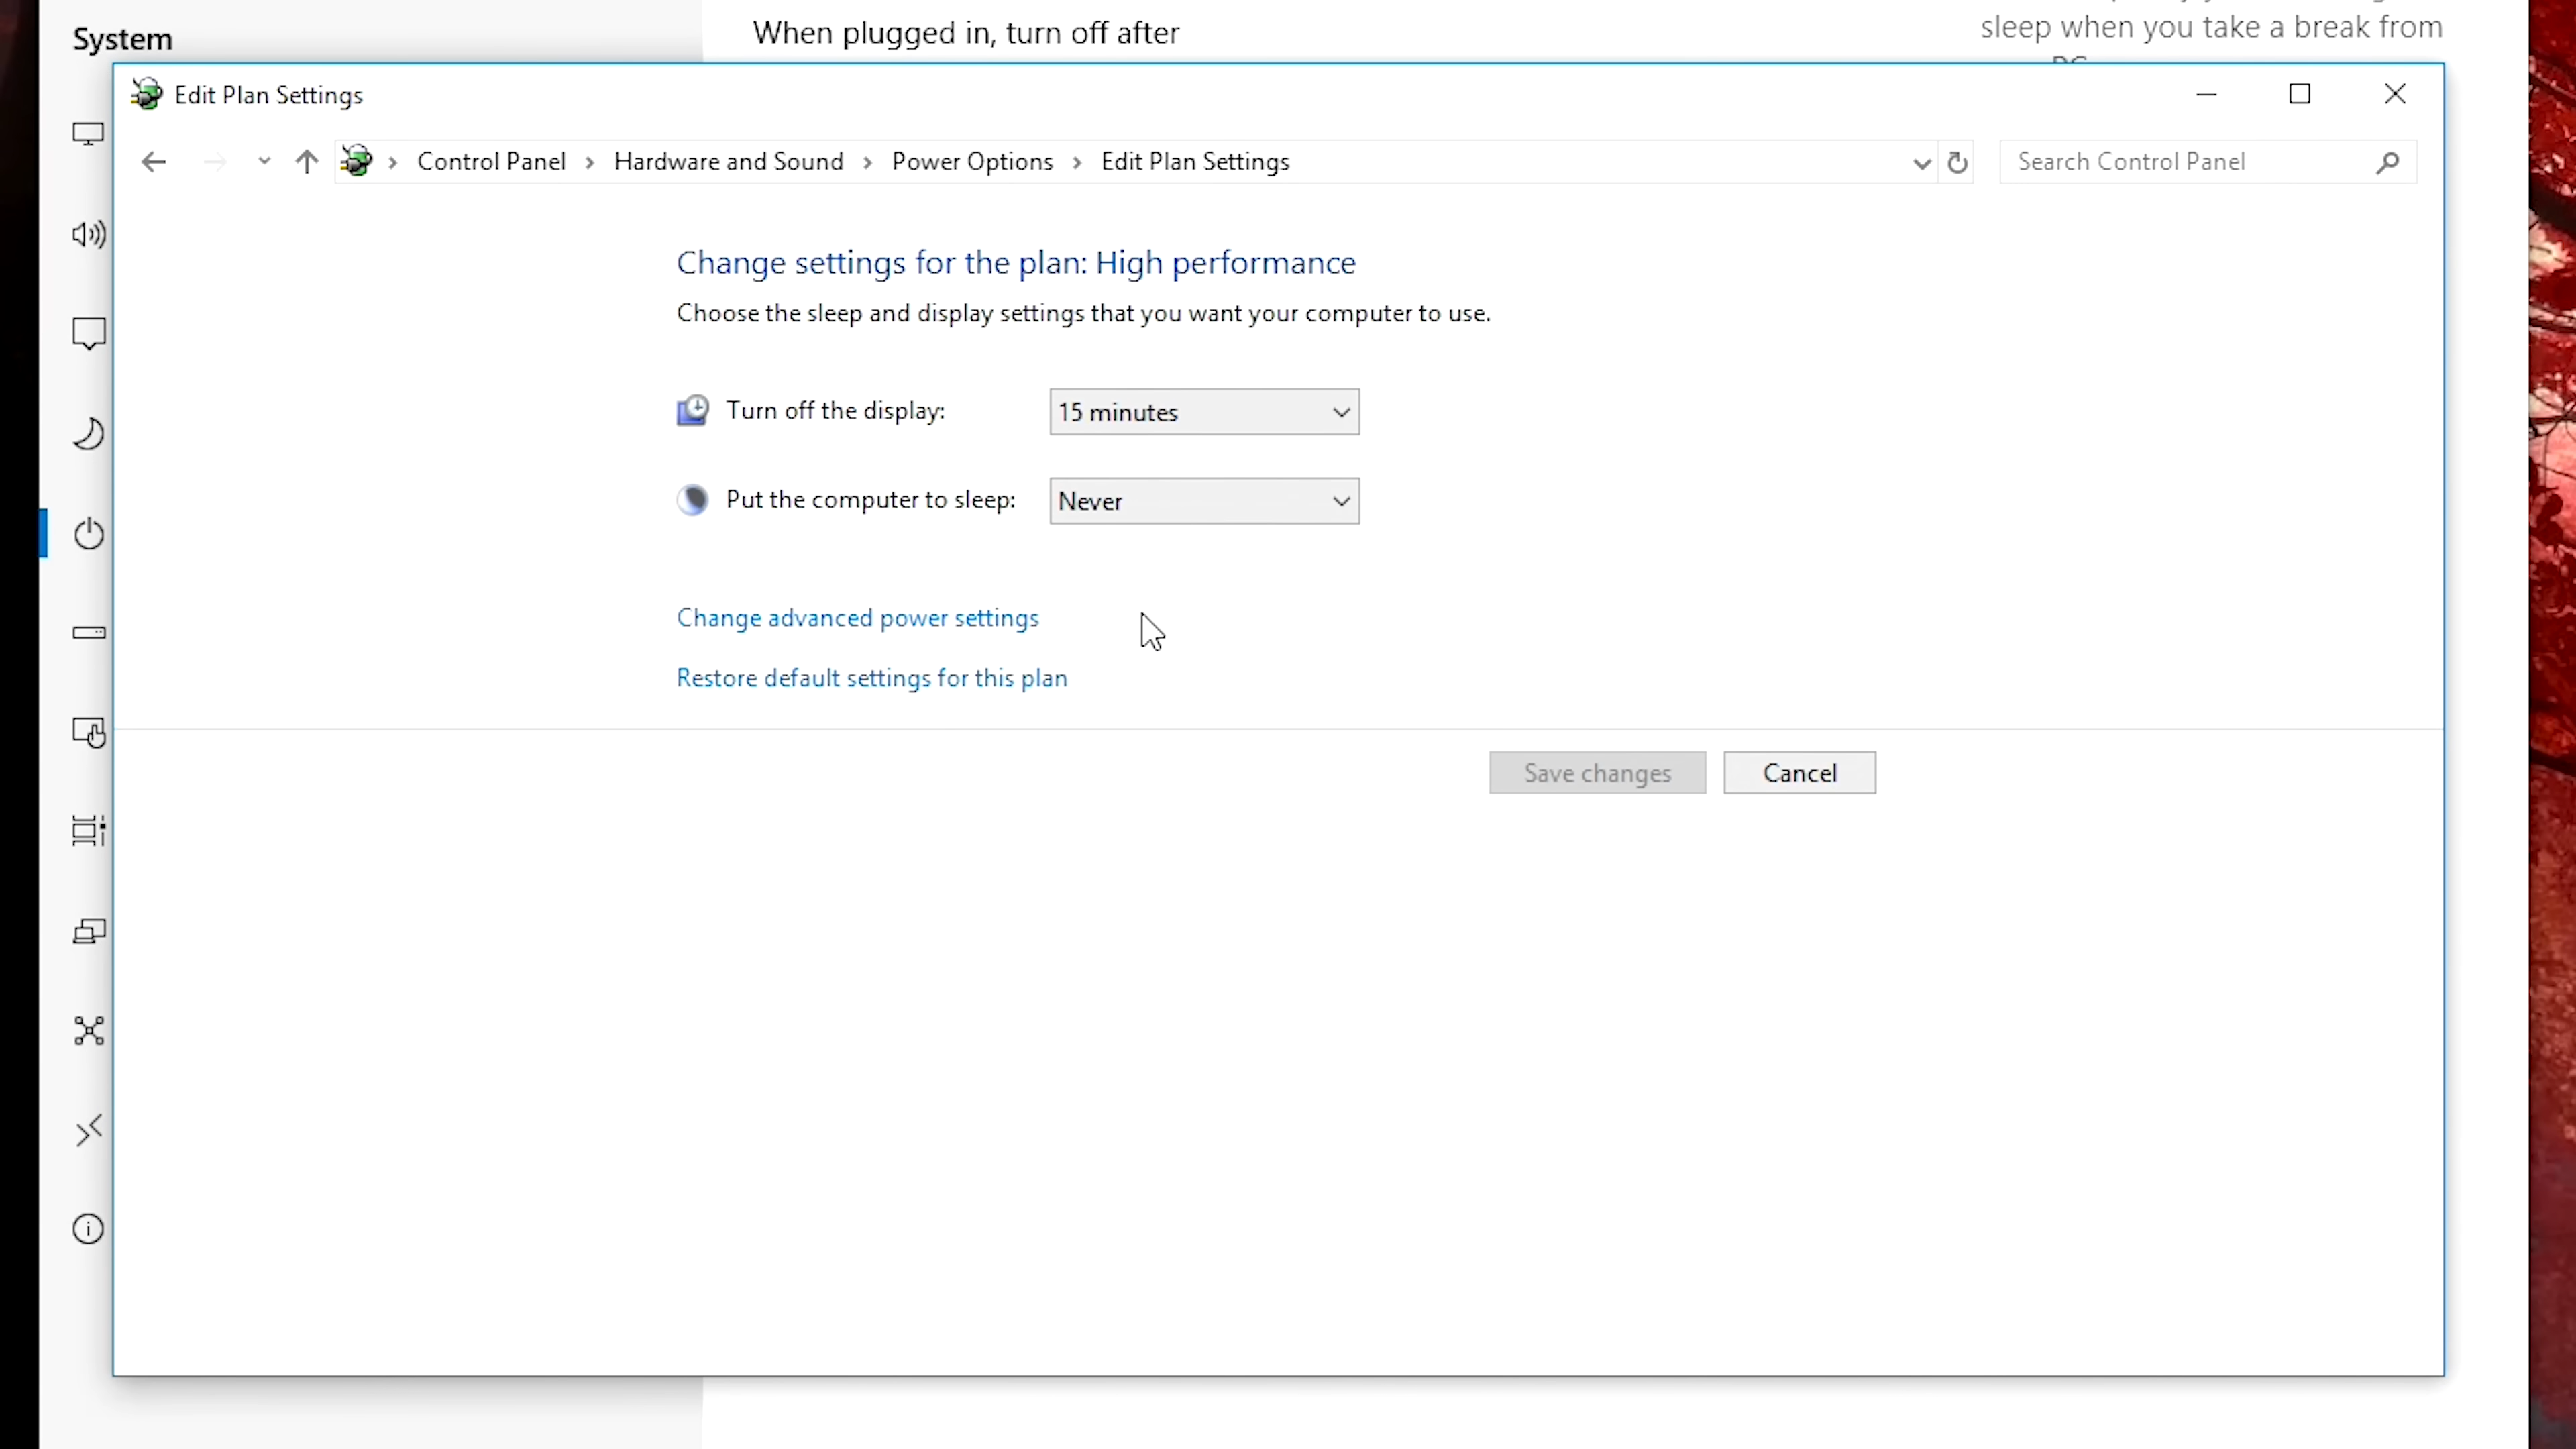 System
When plugged in, turn off after
sleep when you take a break from
Edit Plan Settings
Control Panel > Hardware and Sound > Power Options > Edit Plan Settings
Search Control Panel
Change settings for the plan: High performance
Choose the sleep and display settings that you want your computer to use.
Turn off the display: 15 minutes
Put the computer to sleep: Never
Change advanced power settings
Restore default settings for this plan
Save changes Cancel